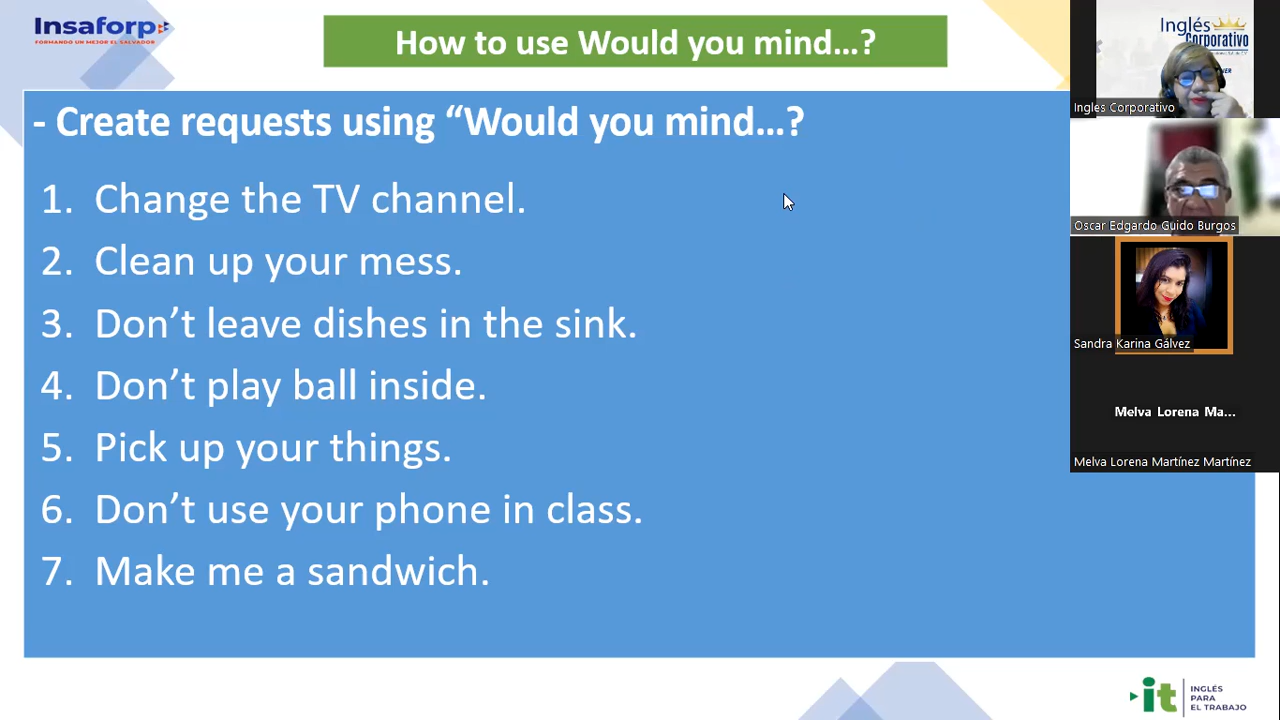 Insaforp
FORMANDO UN MEJOR EL SALVADOR
How to use Would you mind…?
- Create requests using “Would you mind…?
1. Change the TV channel.
2. Clean up your mess.
3. Don’t leave dishes in the sink.
4. Don’t play ball inside.
5. Pick up your things.
6. Don’t use your phone in class.
7. Make me a sandwich.
Inglés
Corporativo
Ingles Corporativo
Oscar Edgardo Guido Burgos
Sandra Karina Gálvez
Melva Lorena Ma...
Melva Lorena Martínez Martínez
it
INGLÉS
PARA
EL TRABAJO